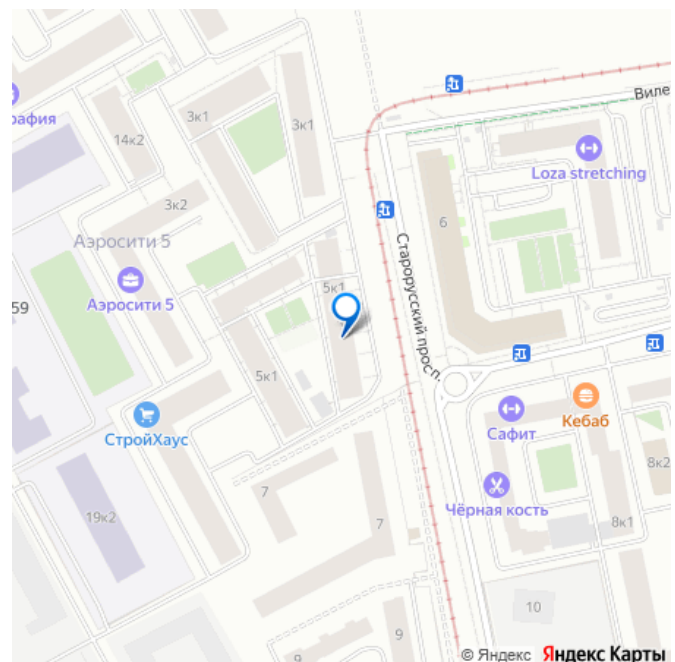 Виле
рафия
3к1
3к1
14к2
Loza stretching
3к2
6
Аэросити 5
Старорусский просп.
5к1
Аэросити 5
59
5к1
СтройХаус
Сафит
Кебаб
8к2
Чёрная кость
7
7
19к2
8к1
10
9
9
© Яндекс Яндекс Карты